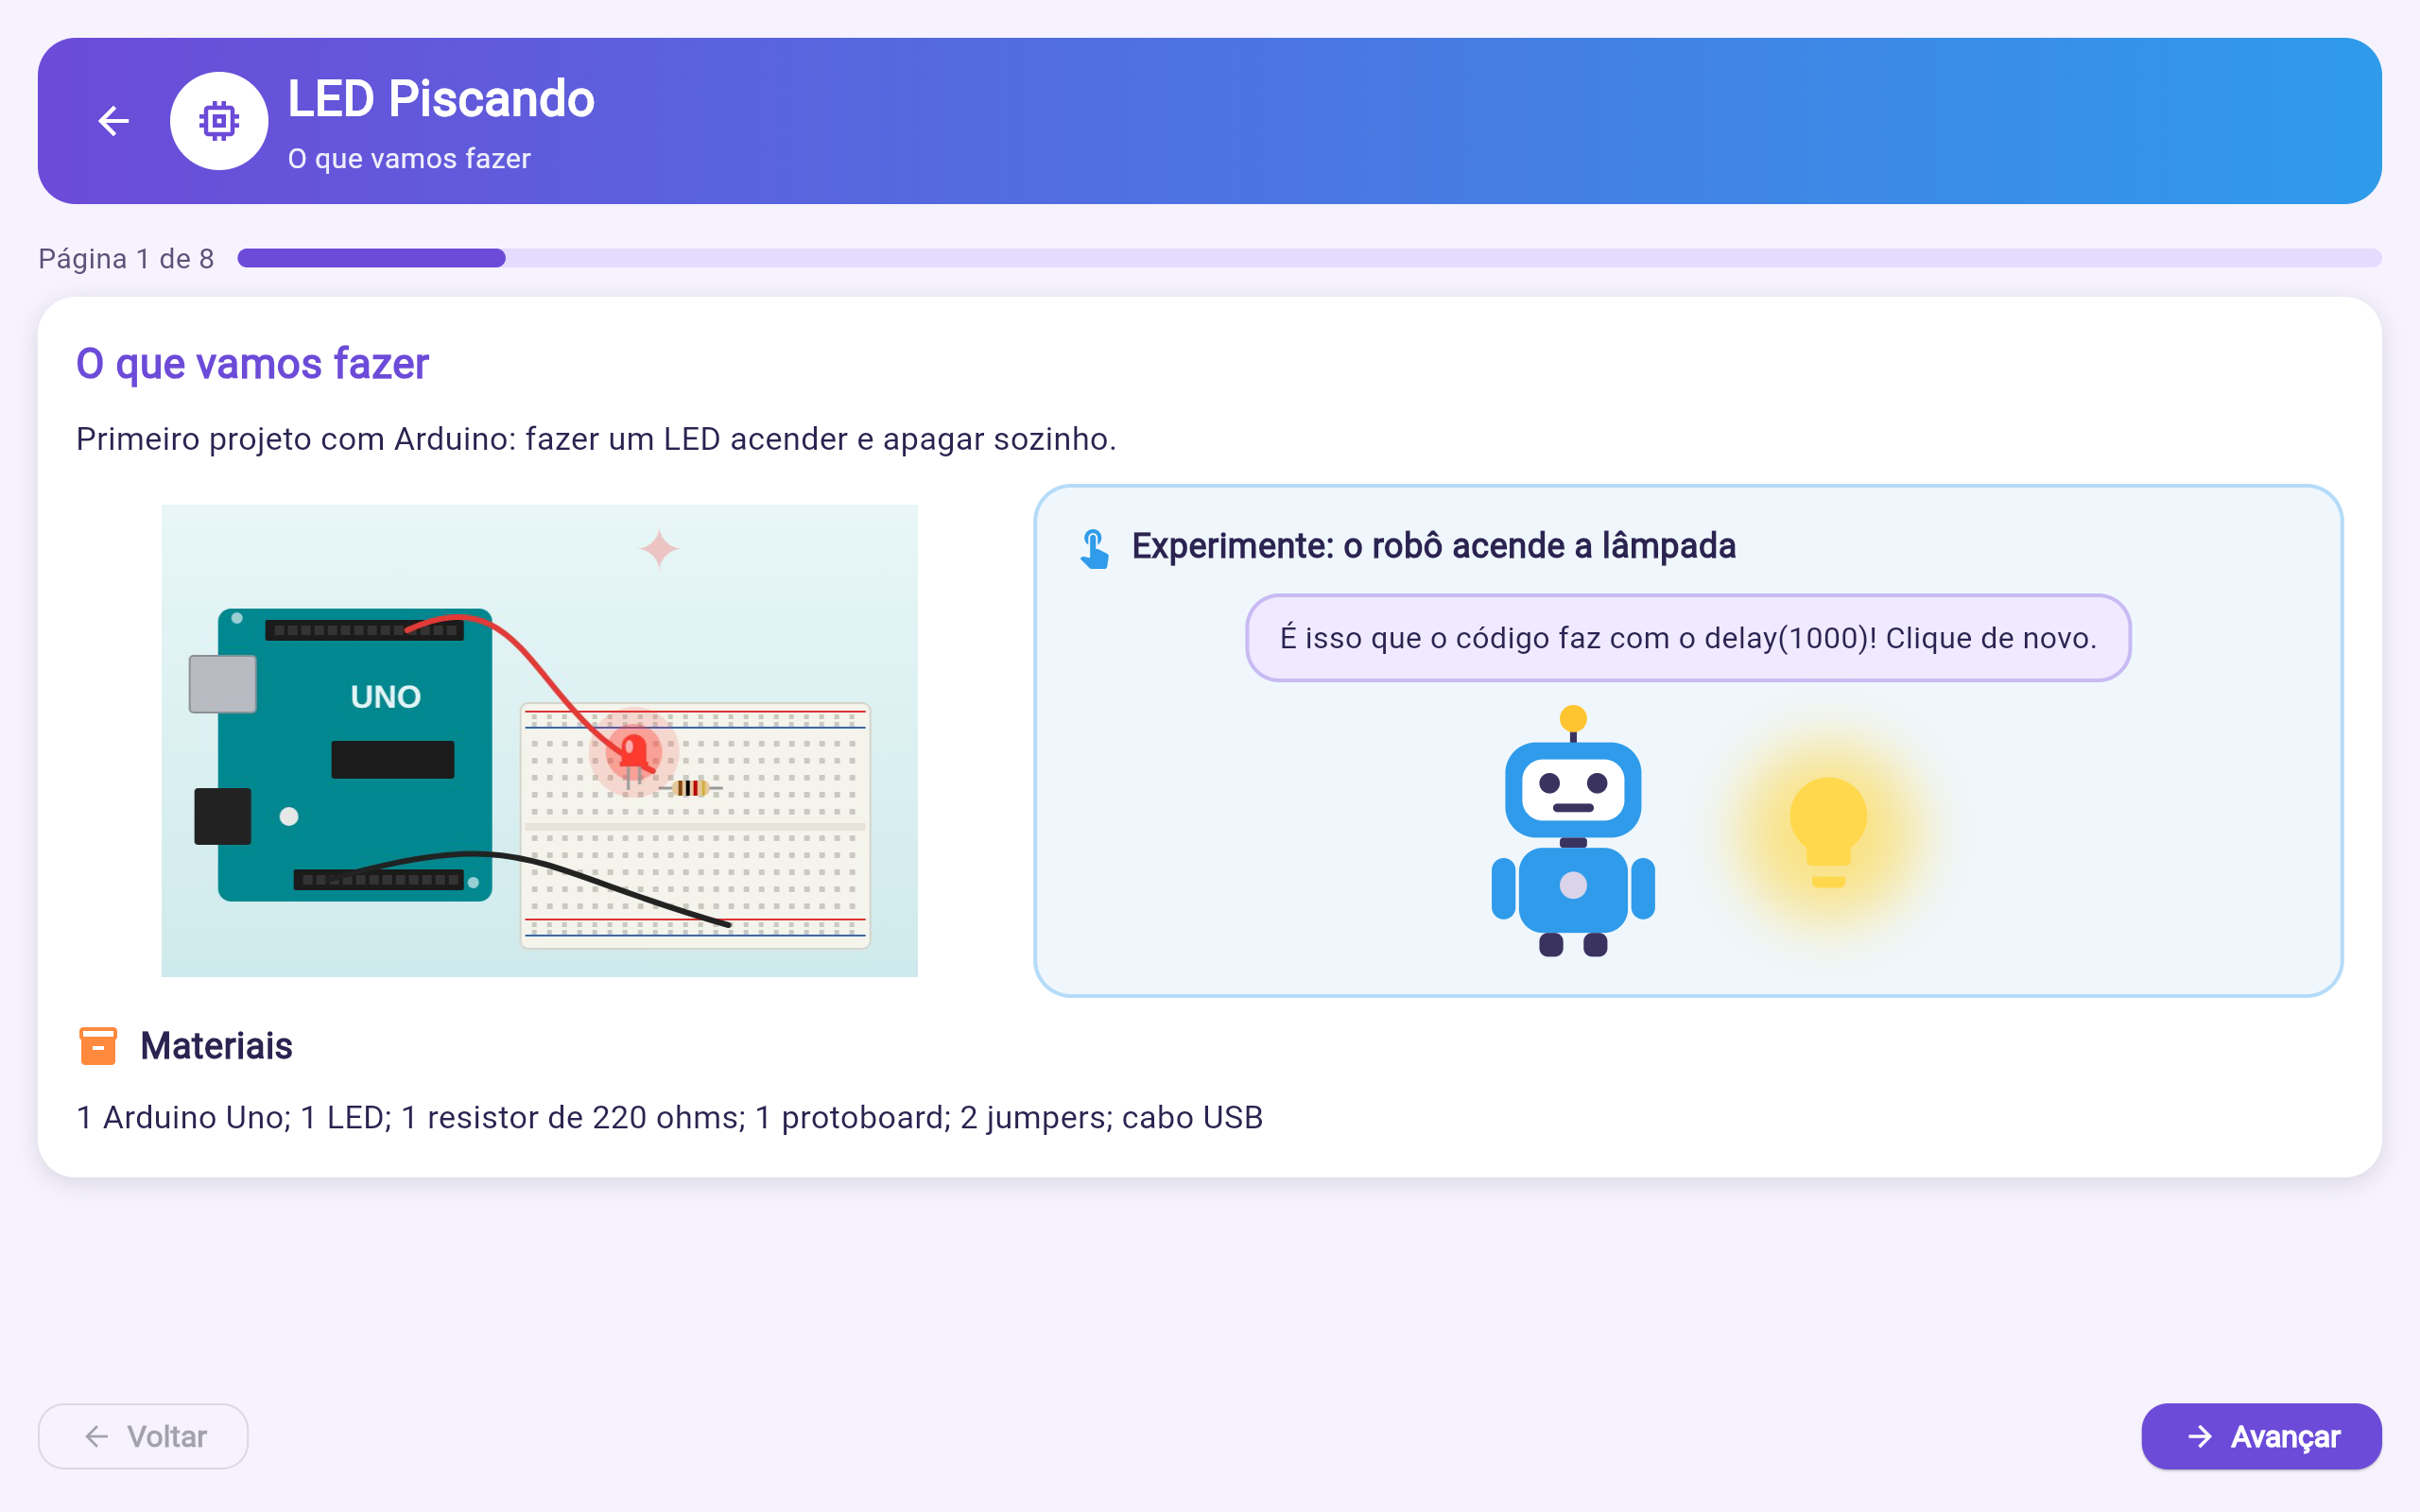 LED Piscando
O que vamos fazer
Página 1 de 8
O que vamos fazer
Primeiro projeto com Arduino: fazer um LED acender e apagar sozinho.
UNO
Experimente: o robô acende a lâmpada
É isso que o código faz com o delay(1000)! Clique de novo.
Materiais
1 Arduino Uno; 1 LED; 1 resistor de 220 ohms; 1 protoboard; 2 jumpers; cabo USB
Voltar
Avançar